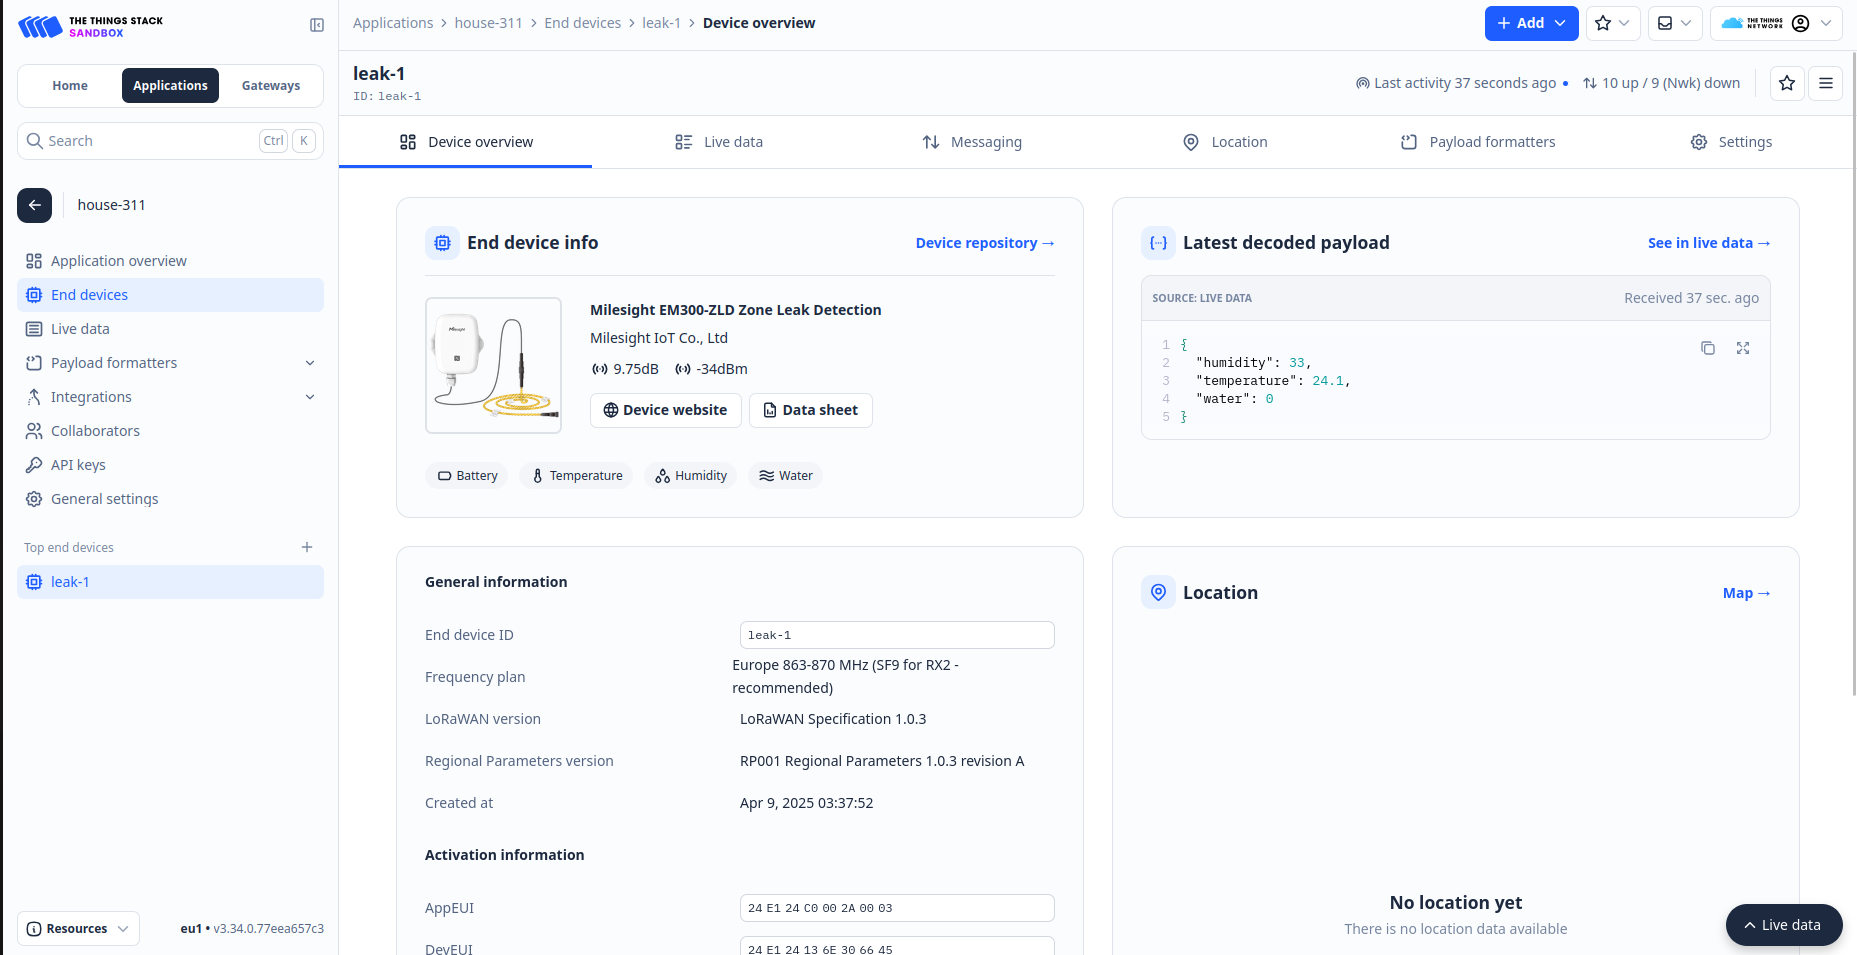 THE THINGS STACK
SANDBOX
Applications > house-311 > End devices > leak-1 > Device overview
+ Add
THE THINGS
NETWORK
Home
Applications
Gateways
Search
Ctrl
K
leak-1
ID: leak-1
Last activity 37 seconds ago • 10 up / 9 (Nwk) down
Device overview
Live data
Messaging
Location
Payload formatters
Settings
house-311
Application overview
End devices
Live data
Payload formatters
Integrations
Collaborators
API keys
General settings
Top end devices
leak-1
End device info
Device repository →
Milesight
Milesight EM300-ZLD Zone Leak Detection
Milesight IoT Co., Ltd
9.75dB -34dBm
Device website
Data sheet
Battery
Temperature
Humidity
Water
Latest decoded payload
See in live data →
SOURCE: LIVE DATA
Received 37 sec. ago
1 {
2 "humidity": 33,
3 "temperature": 24.1,
4 "water": 0
5 }
General information
End device ID
leak-1
Frequency plan
Europe 863-870 MHz (SF9 for RX2 -
recommended)
LoRaWAN version
LoRaWAN Specification 1.0.3
Regional Parameters version
RP001 Regional Parameters 1.0.3 revision A
Created at
Apr 9, 2025 03:37:52
Activation information
AppEUI
24 E1 24 C0 00 2A 00 03
DevEUI
24 E1 24 13 6E 30 66 45
Location
Map →
No location yet
There is no location data available
Resources
eu1 • v3.34.0.77eea657c3
Live data